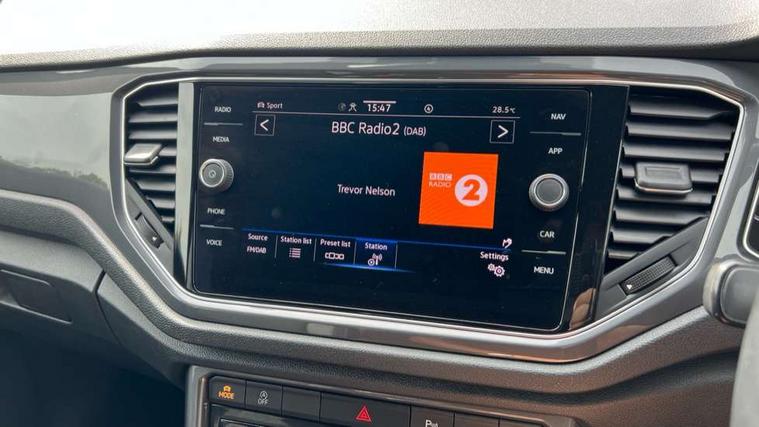 RADIO
MEDIA
PHONE
VOICE
Sport
15:47
28.5°C
BBC Radio2 (DAB)
Trevor Nelson
BBC
RADIO
2
Source
FM/DAB
Station list
Preset list
Station
Settings
NAV
APP
CAR
MENU
MODE
A
OFF
P